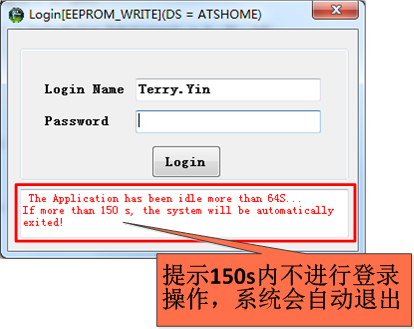 Login[EEPROM_WRITE](DS = ATSHOME)
Login Name Terry.Yin
Password
Login
The Application has been idle more than 64S...
If more than 150 s, the system will be automatically
exited!
提示150s内不进行登录
操作，系统会自动退出